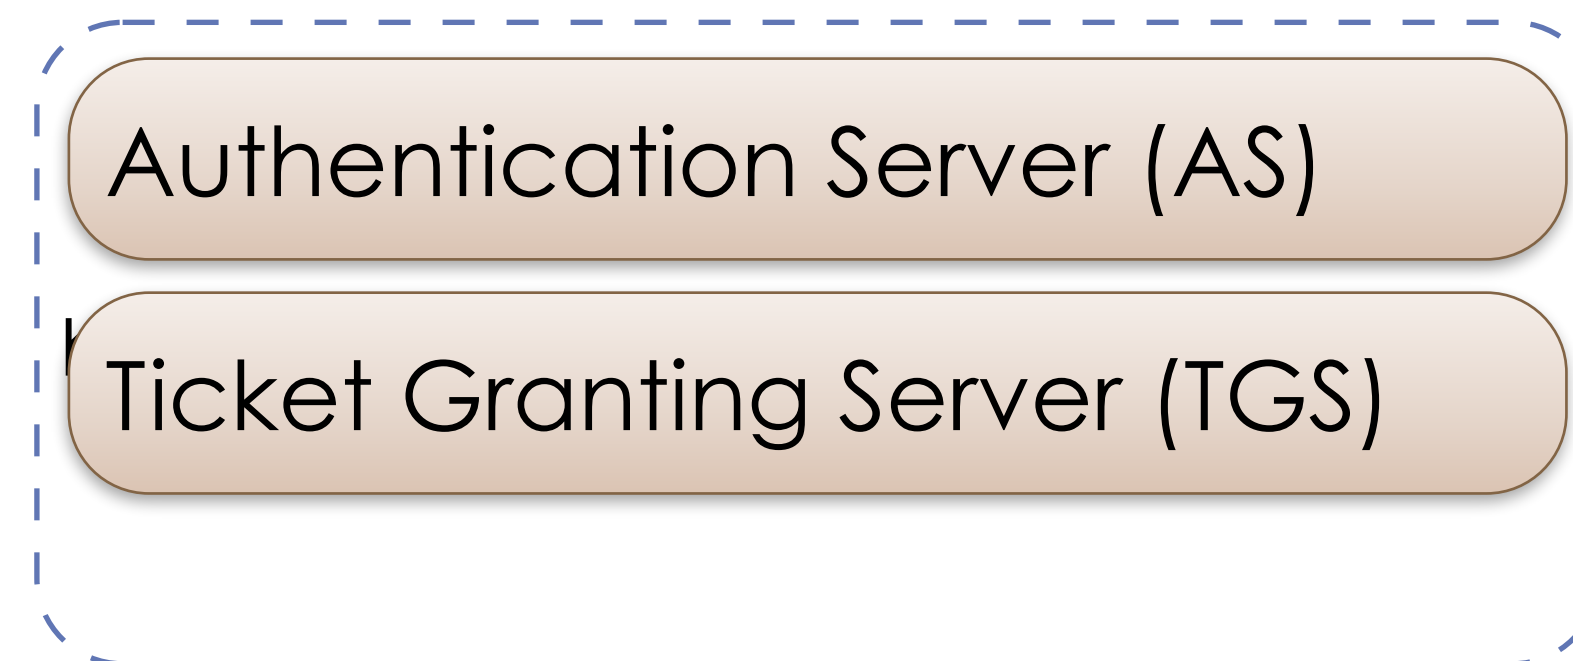 Authentication Server (AS)
Ticket Granting Server (TGS)